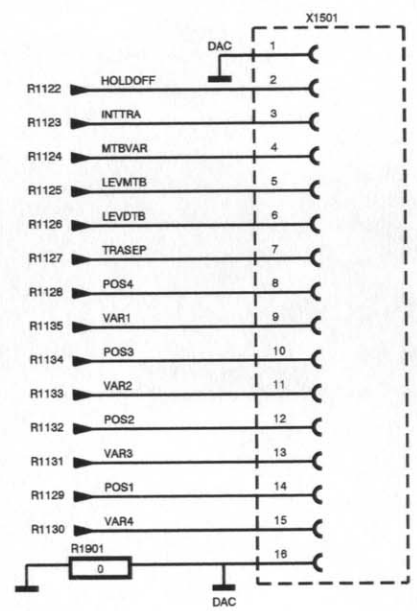 X1501
DAC 1
R1122 HOLDOFF 2
R1123 INTTRA 3
R1124 MTBVAR 4
R1125 LEVMTB 5
R1126 LEVDTB 6
R1127 TRASEP 7
R1128 POS4 8
R1135 VAR1 9
R1134 POS3 10
R1133 VAR2 11
R1132 POS2 12
R1131 VAR3 13
R1129 POS1 14
R1130 VAR4 15
R1901 16
0
DAC